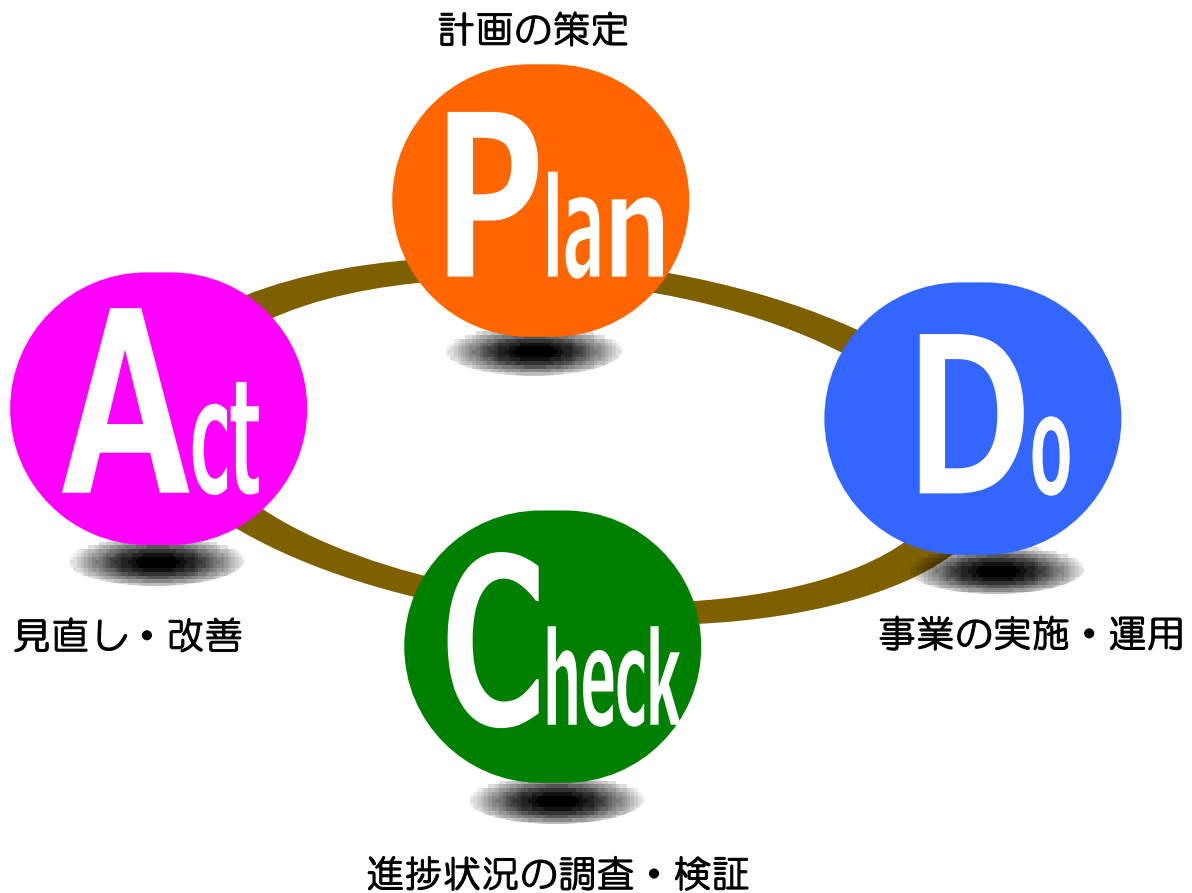 計画の策定
Plan
Act
Do
見直し・改善
事業の実施・運用
Check
進捗状況の調査・検証